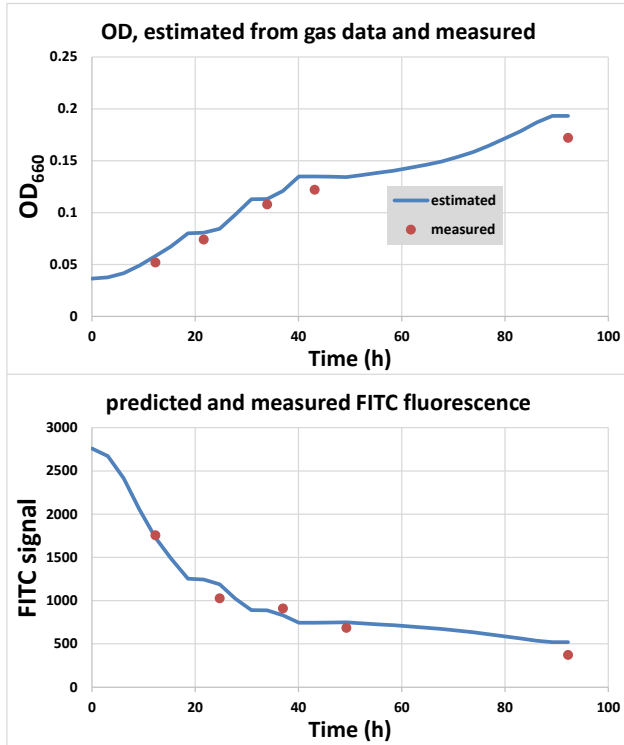 OD, estimated from gas data and measured
0.25
0.2
0.15
0.1
0.05
0
OD₆₆₀
estimated
measured
0 20 40 60 80 100
Time (h)
predicted and measured FITC fluorescence
3000
2500
2000
1500
1000
500
0
FITC signal
estimated
measured
0 20 40 60 80 100
Time (h)